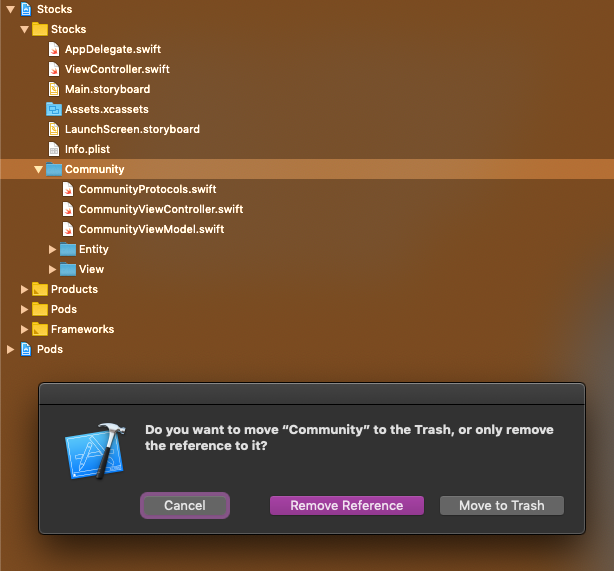 Stocks
Stocks
AppDelegate.swift
ViewController.swift
Main.storyboard
Assets.xcassets
LaunchScreen.storyboard
Info.plist
Community
CommunityProtocols.swift
CommunityViewController.swift
CommunityViewModel.swift
Entity
View
Products
Pods
Frameworks
Pods
Do you want to move “Community” to the Trash, or only remove
the reference to it?
Cancel
Remove Reference
Move to Trash